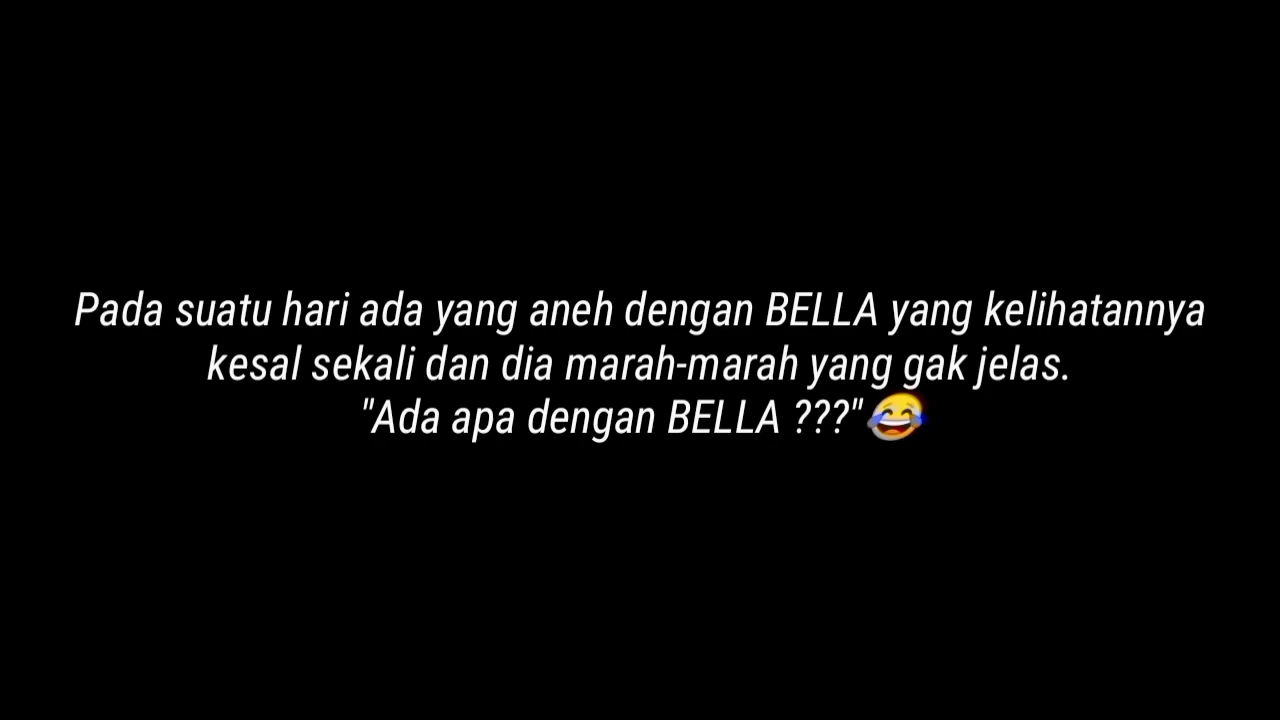 Pada suatu hari ada yang aneh dengan BELLA yang kelihatannya
kesal sekali dan dia marah-marah yang gak jelas.
"Ada apa dengan BELLA ???"😂